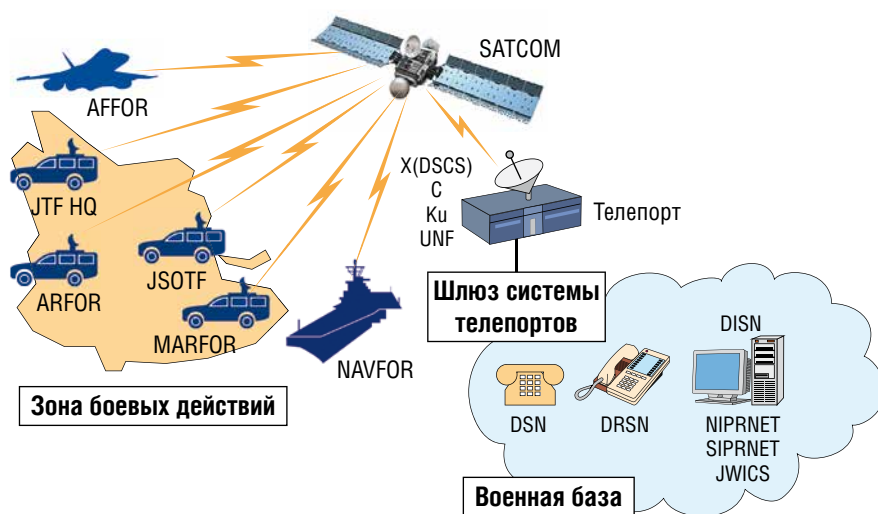 SATCOM
AFFOR
JTF HQ
ARFOR
JSOTF
MARFOR
NAVFOR
Зона боевых действий
X(DSCS)
C
Ku
UNF
Телепорт
Шлюз системы
телепортов
DISN
DSN
DRSN
NIPRNET
SIPRNET
JWICS
Военная база